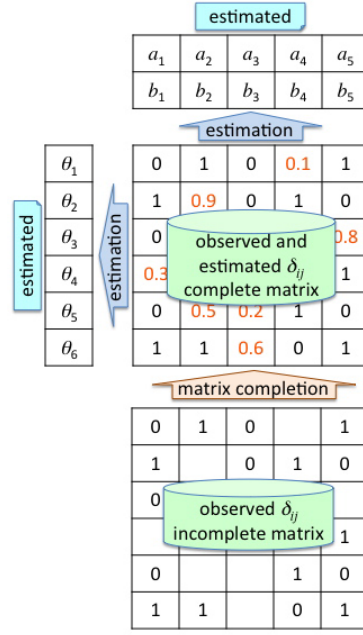 estimated
a₁ a₂ a₃ a₄ a₅
b₁ b₂ b₃ b₄ b₅
estimation
θ₁ 0 1 0 0.1 1
θ₂ 1 0.9 0 1 0
θ₃ 0 0.8
observed and
estimated δᵢⱼ
complete matrix
θ₄ 0.3 1
θ₅ 0 0.5 0.2 1 0
θ₆ 1 1 0.6 0 1
estimated
estimation
matrix completion
0 1 0 1
1 0 1 0
0
observed δᵢⱼ
incomplete matrix
1
0 1 0
1 1 0 1